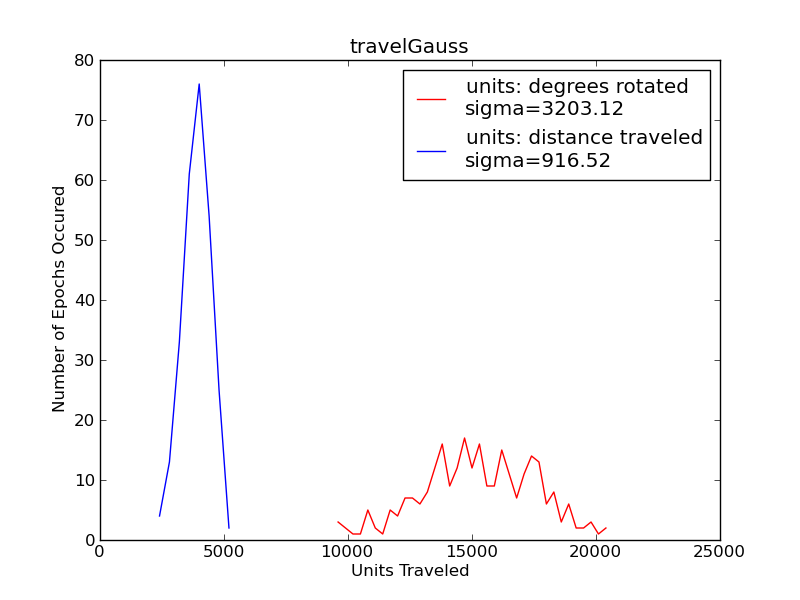 travelGauss
80
70
60
50
40
30
20
10
0
Number of Epochs Occured
units: degrees rotated
sigma=3203.12
units: distance traveled
sigma=916.52
0 5000 10000 15000 20000 25000
Units Traveled